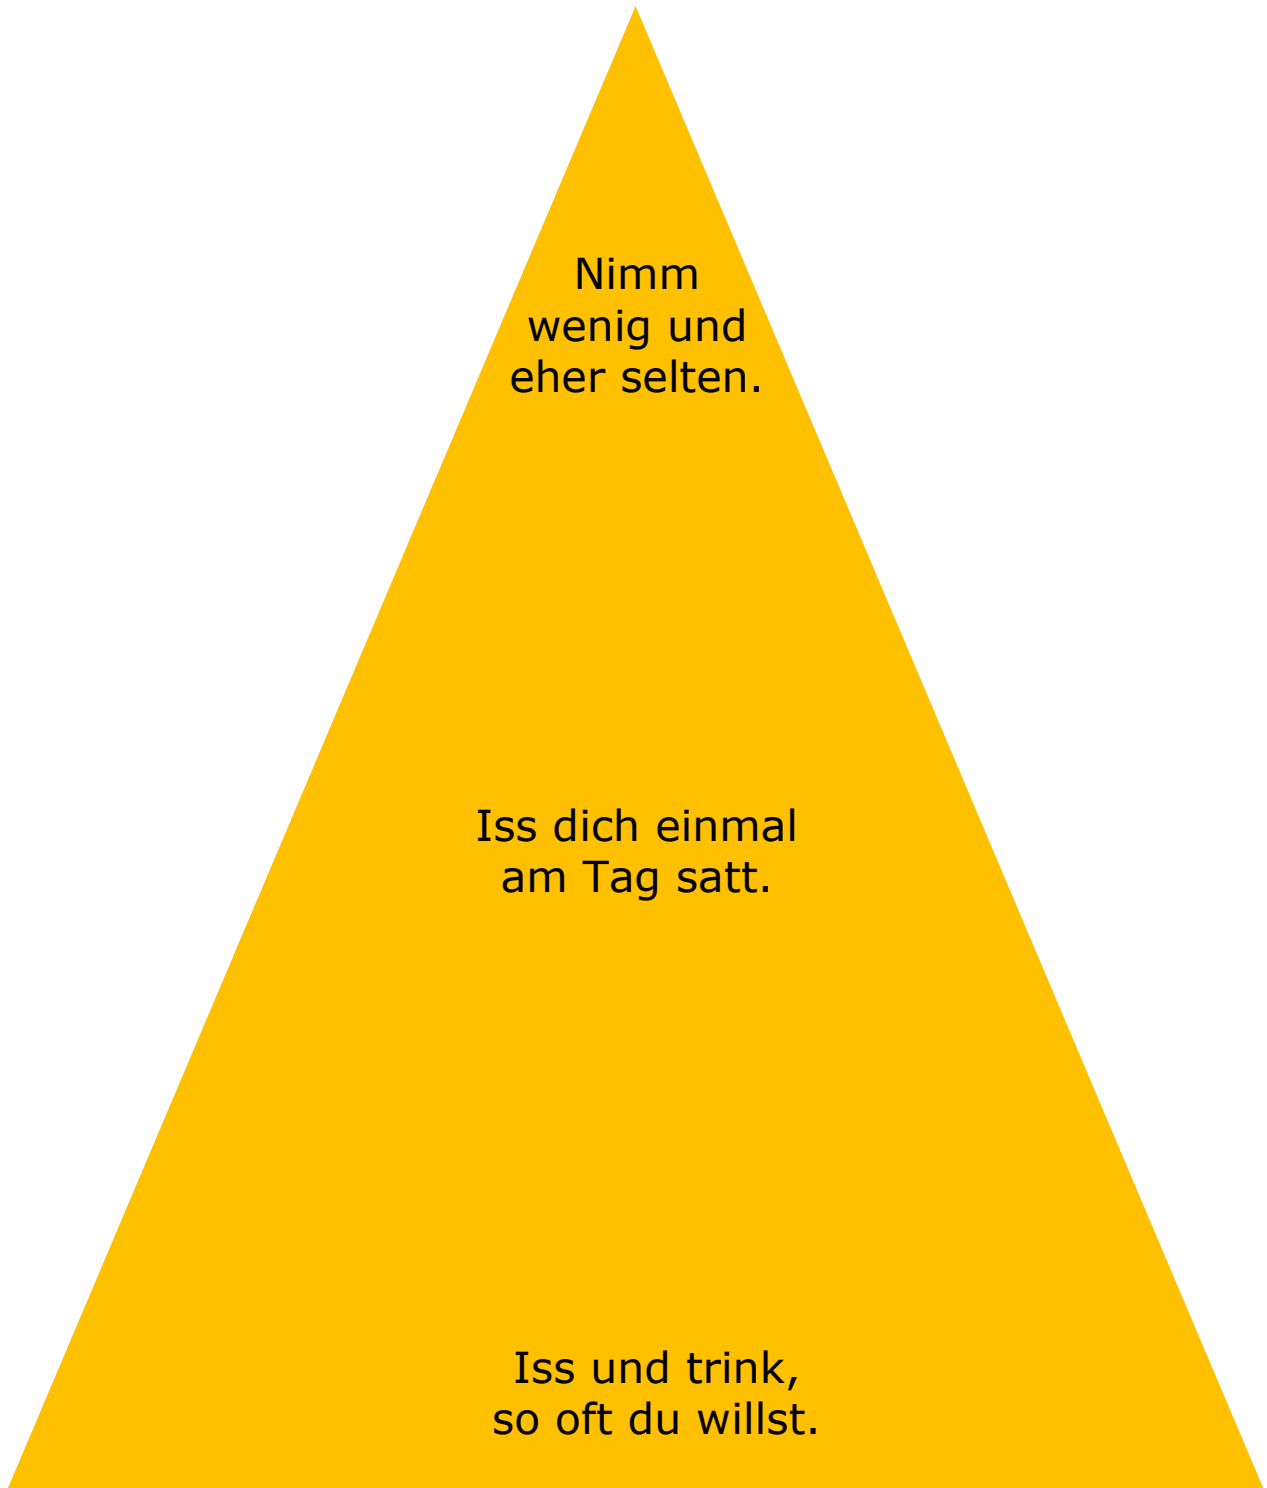 Nimm
wenig und
eher selten.
Iss dich einmal
am Tag satt.
Iss und trink,
so oft du willst.